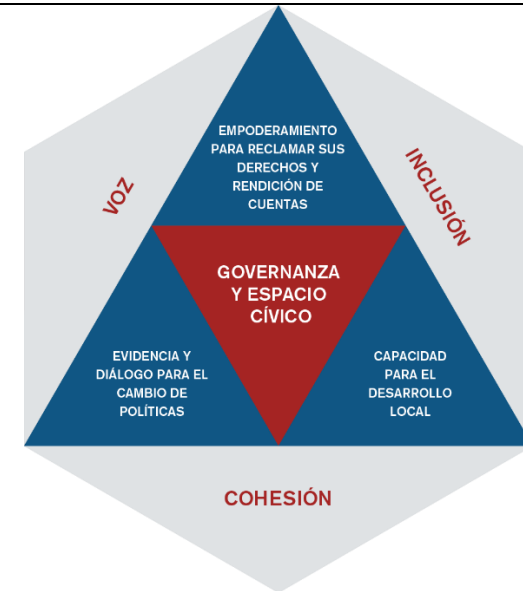 EMPODERAMIENTO
PARA RECLAMAR SUS
DERECHOS Y
RENDICIÓN DE
CUENTAS
VOZ
INCLUSIÓN
GOVERNANZA
Y ESPACIO
CÍVICO
EVIDENCIA Y
DIÁLOGO PARA EL
CAMBIO DE
POLÍTICAS
CAPACIDAD
PARA EL
DESARROLLO
LOCAL
COHESIÓN